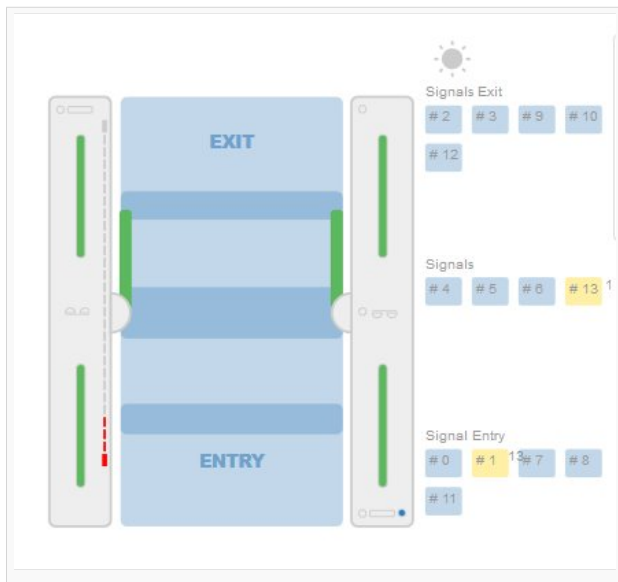 Signals Exit
# 2 # 3 # 9 # 10
# 12
EXIT
Signals
# 4 # 5 # 6 # 13 1
Signal Entry
# 0 # 1 13 # 7 # 8
# 11
ENTRY